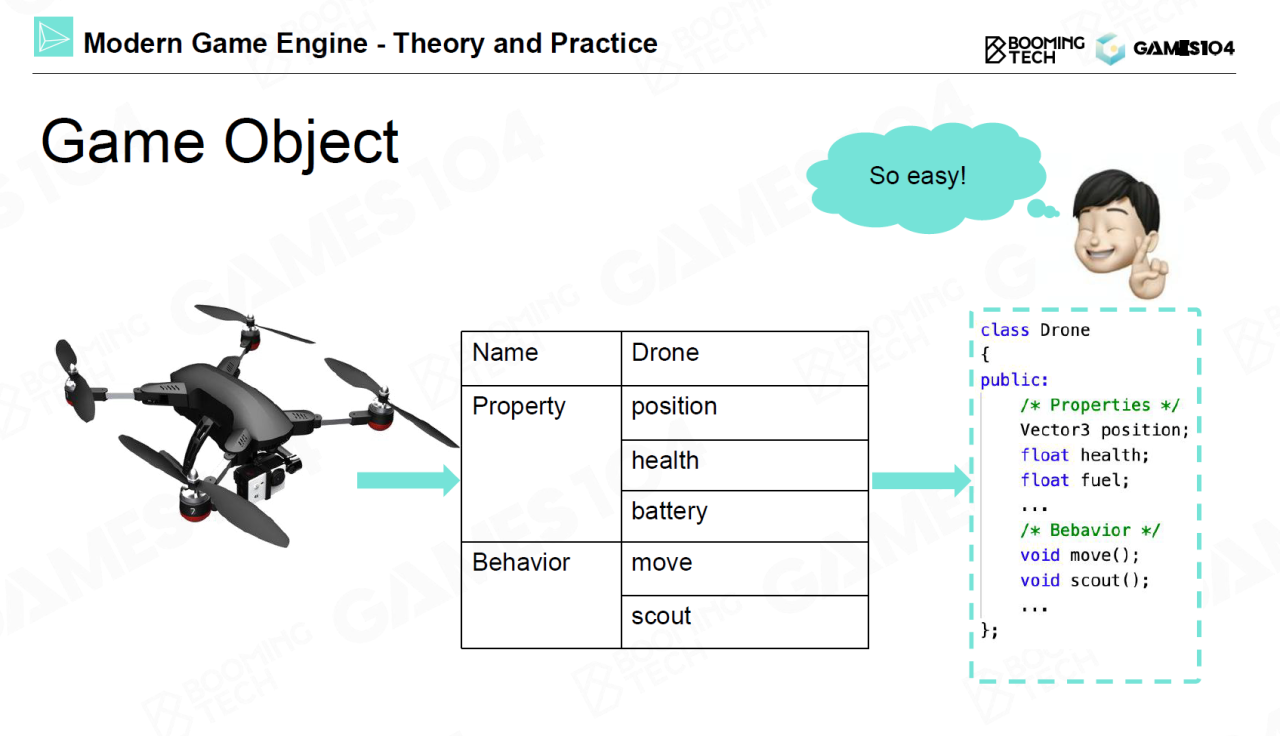 Modern Game Engine - Theory and Practice
BOOMING
TECH
GAMES104
Game Object
So easy!
Name
Drone
Property
position
health
battery
Behavior
move
scout
class Drone
{
public:
/* Properties */
Vector3 position;
float health;
float fuel;
...
/* Bebavior */
void move();
void scout();
...
};